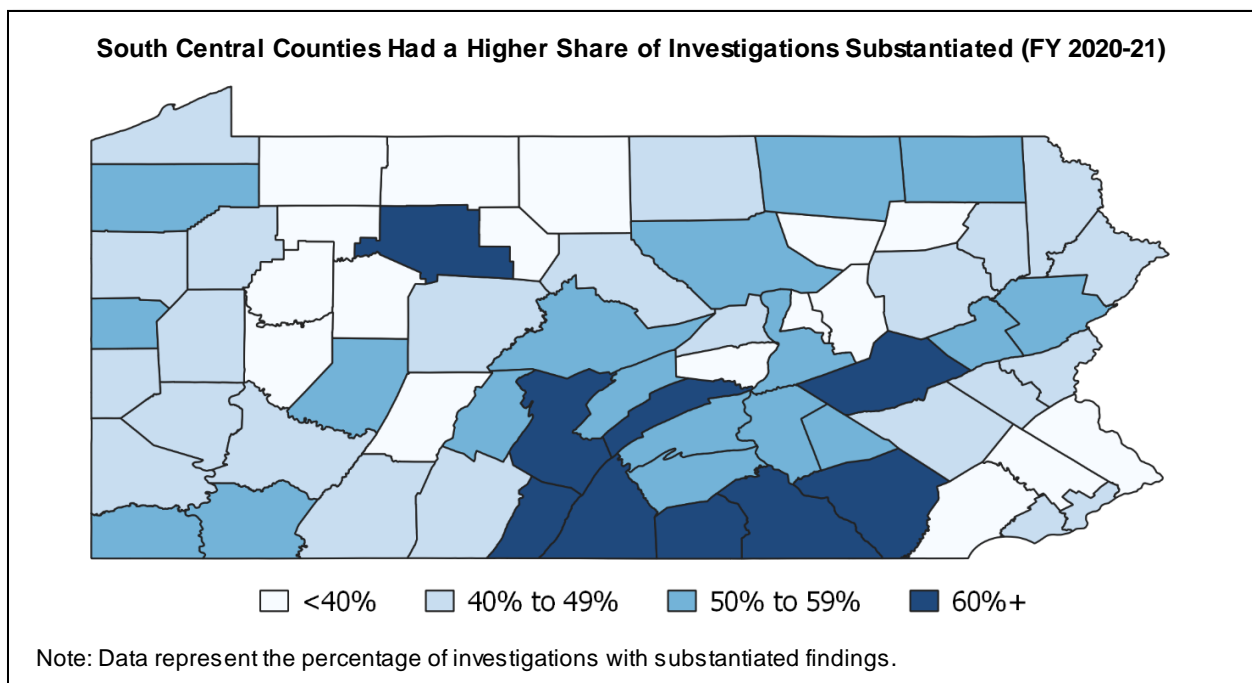 South Central Counties Had a Higher Share of Investigations Substantiated (FY 2020-21)
<40% 40% to 49% 50% to 59% 60%+
Note: Data represent the percentage of investigations with substantiated findings.